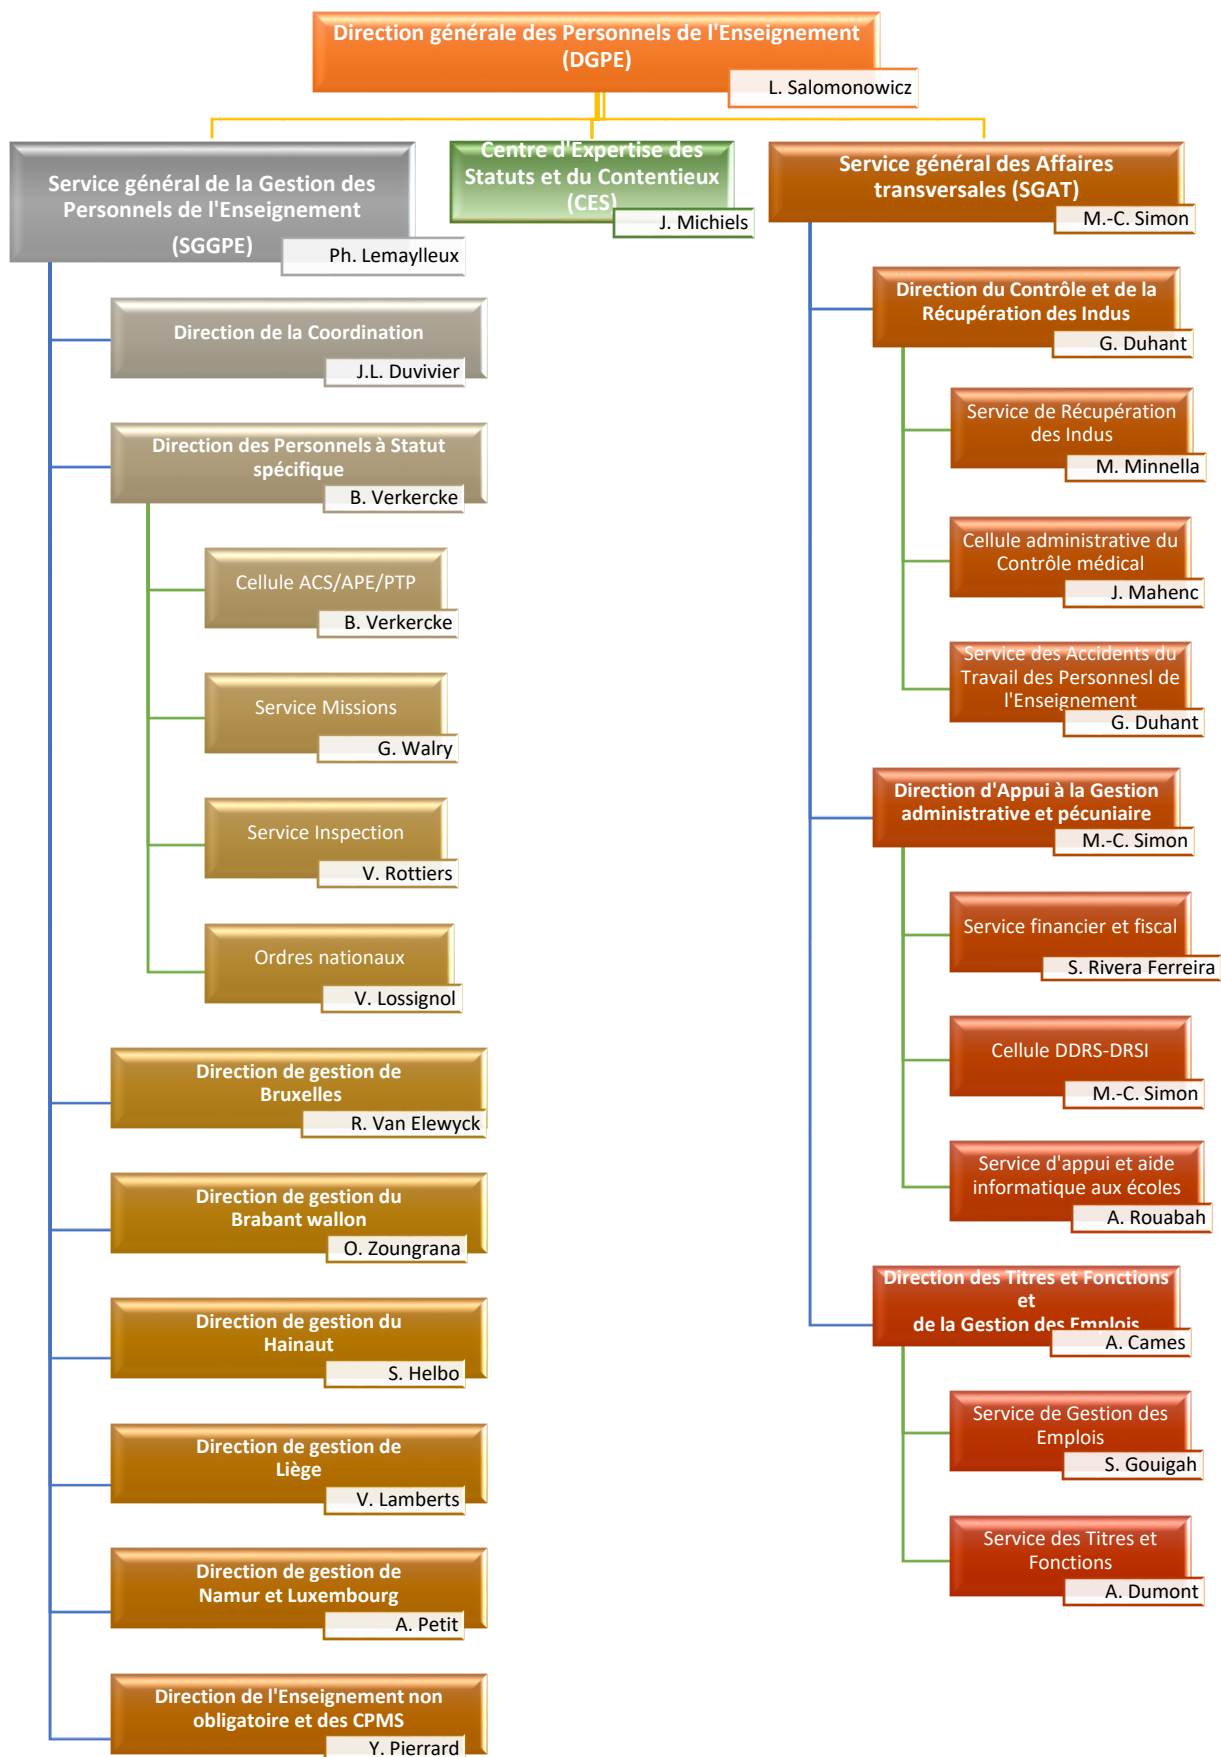 Direction générale des Personnels de l'Enseignement
(DGPE)
L. Salomonowicz
Service général de la Gestion des
Personnels de l'Enseignement
(SGGPE)
Ph. Lemaylleux
Direction de la Coordination
J.L. Duvivier
Direction des Personnels à Statut
spécifique
B. Verkercke
Cellule ACS/APE/PTP
B. Verkercke
Service Missions
G. Walry
Service Inspection
V. Rottiers
Ordres nationaux
V. Lossignol
Direction de gestion de
Bruxelles
R. Van Elewyck
Direction de gestion du
Brabant wallon
O. Zoungrana
Direction de gestion du
Hainaut
S. Helbo
Direction de gestion de
Liège
V. Lamberts
Direction de gestion de
Namur et Luxembourg
A. Petit
Direction de l'Enseignement non
obligatoire et des CPMS
Y. Pierrard
Centre d'Expertise des
Statuts et du Contentieux
(CES)
J. Michiels
Service général des Affaires
transversales (SGAT)
M.-C. Simon
Direction du Contrôle et de la
Récupération des Indus
G. Duhant
Service de Récupération
des Indus
M. Minnella
Cellule administrative du
Contrôle médical
J. Mahenc
Service des Accidents du
Travail des Personnesl de
l'Enseignement
G. Duhant
Direction d'Appui à la Gestion
administrative et pécuniaire
M.-C. Simon
Service financier et fiscal
S. Rivera Ferreira
Cellule DDRS-DRSI
M.-C. Simon
Service d'appui et aide
informatique aux écoles
A. Rouabah
Direction des Titres et Fonctions
et
de la Gestion des Emplois
A. Cames
Service de Gestion des
Emplois
S. Gouigah
Service des Titres et
Fonctions
A. Dumont